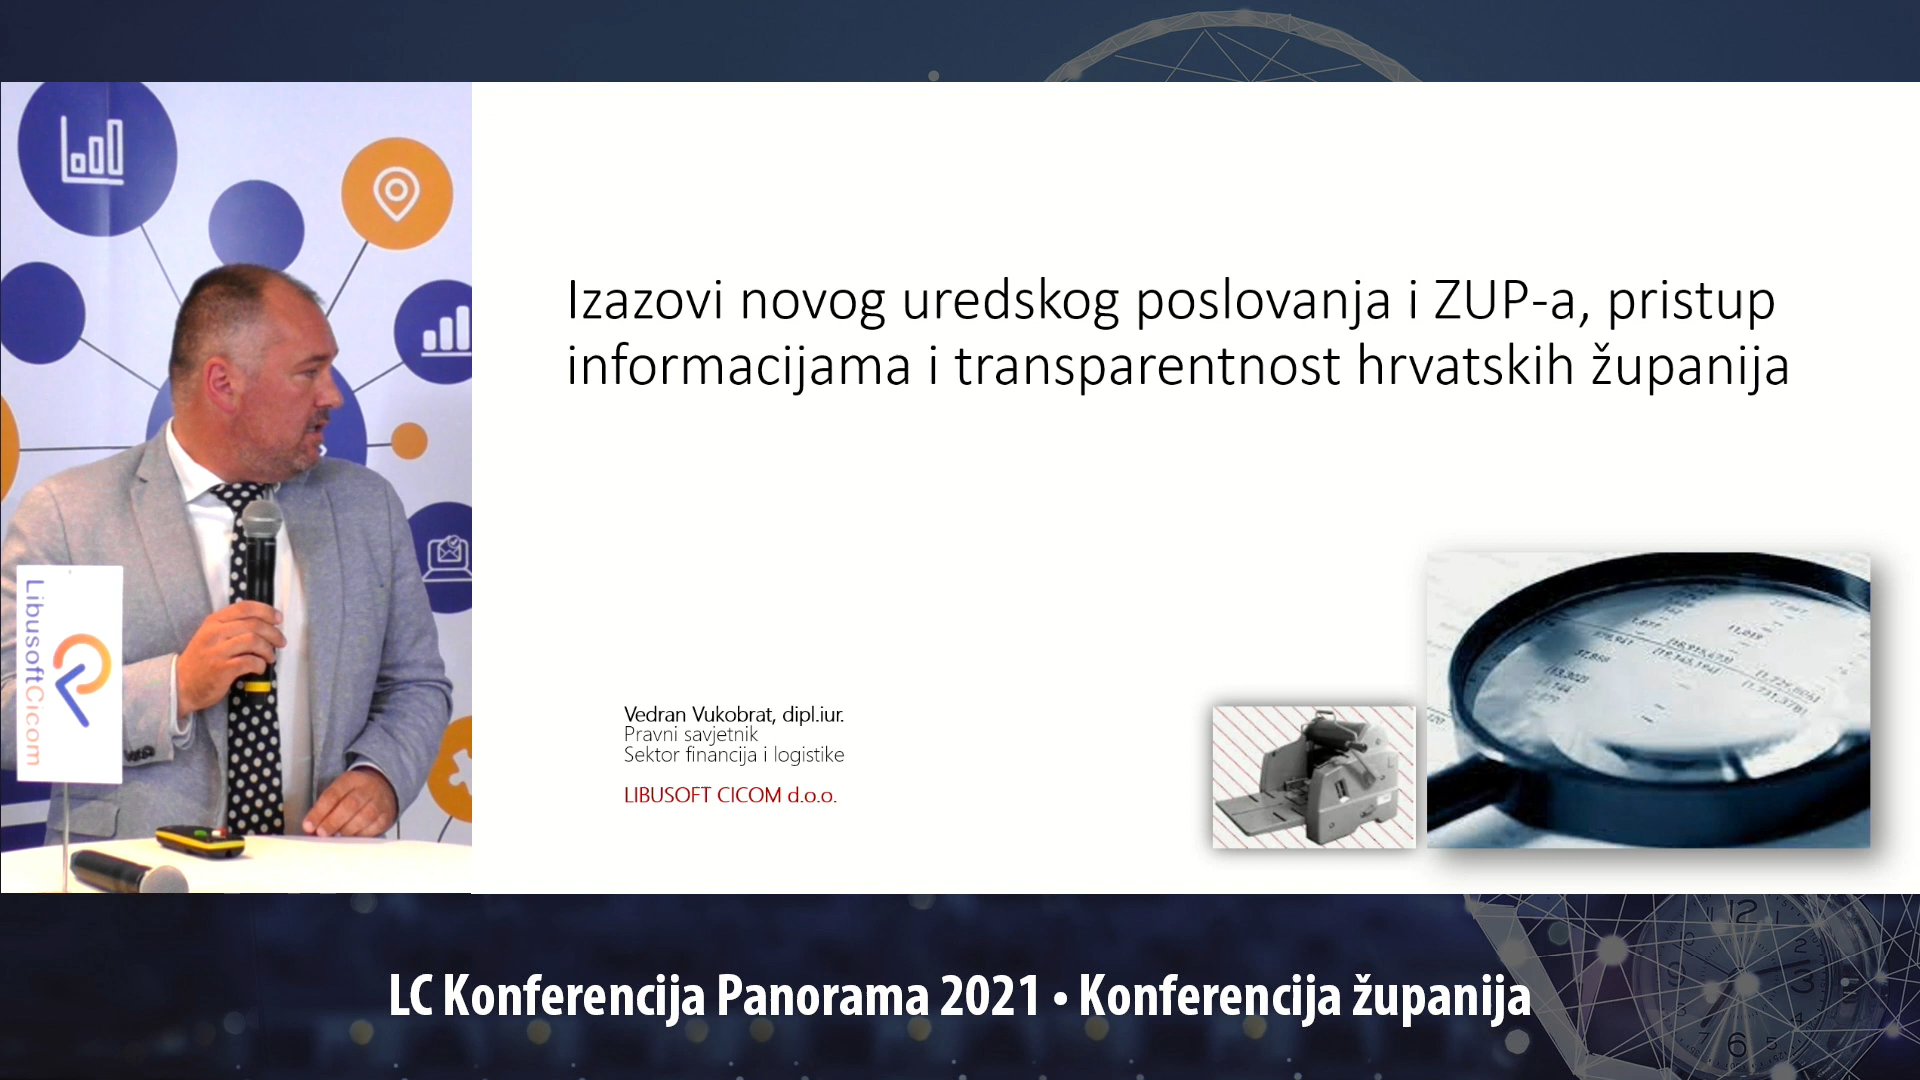 Izazovi novog uredskog poslovanja i ZUP-a, pristup
informacijama i transparentnost hrvatskih županija
Vedran Vukobrat, dipl.iur.
Pravni savjetnik
Sektor financija i logistike
LIBUSOFT CICOM d.o.o.
LibusoftCicom
LC Konferencija Panorama 2021 • Konferencija županija